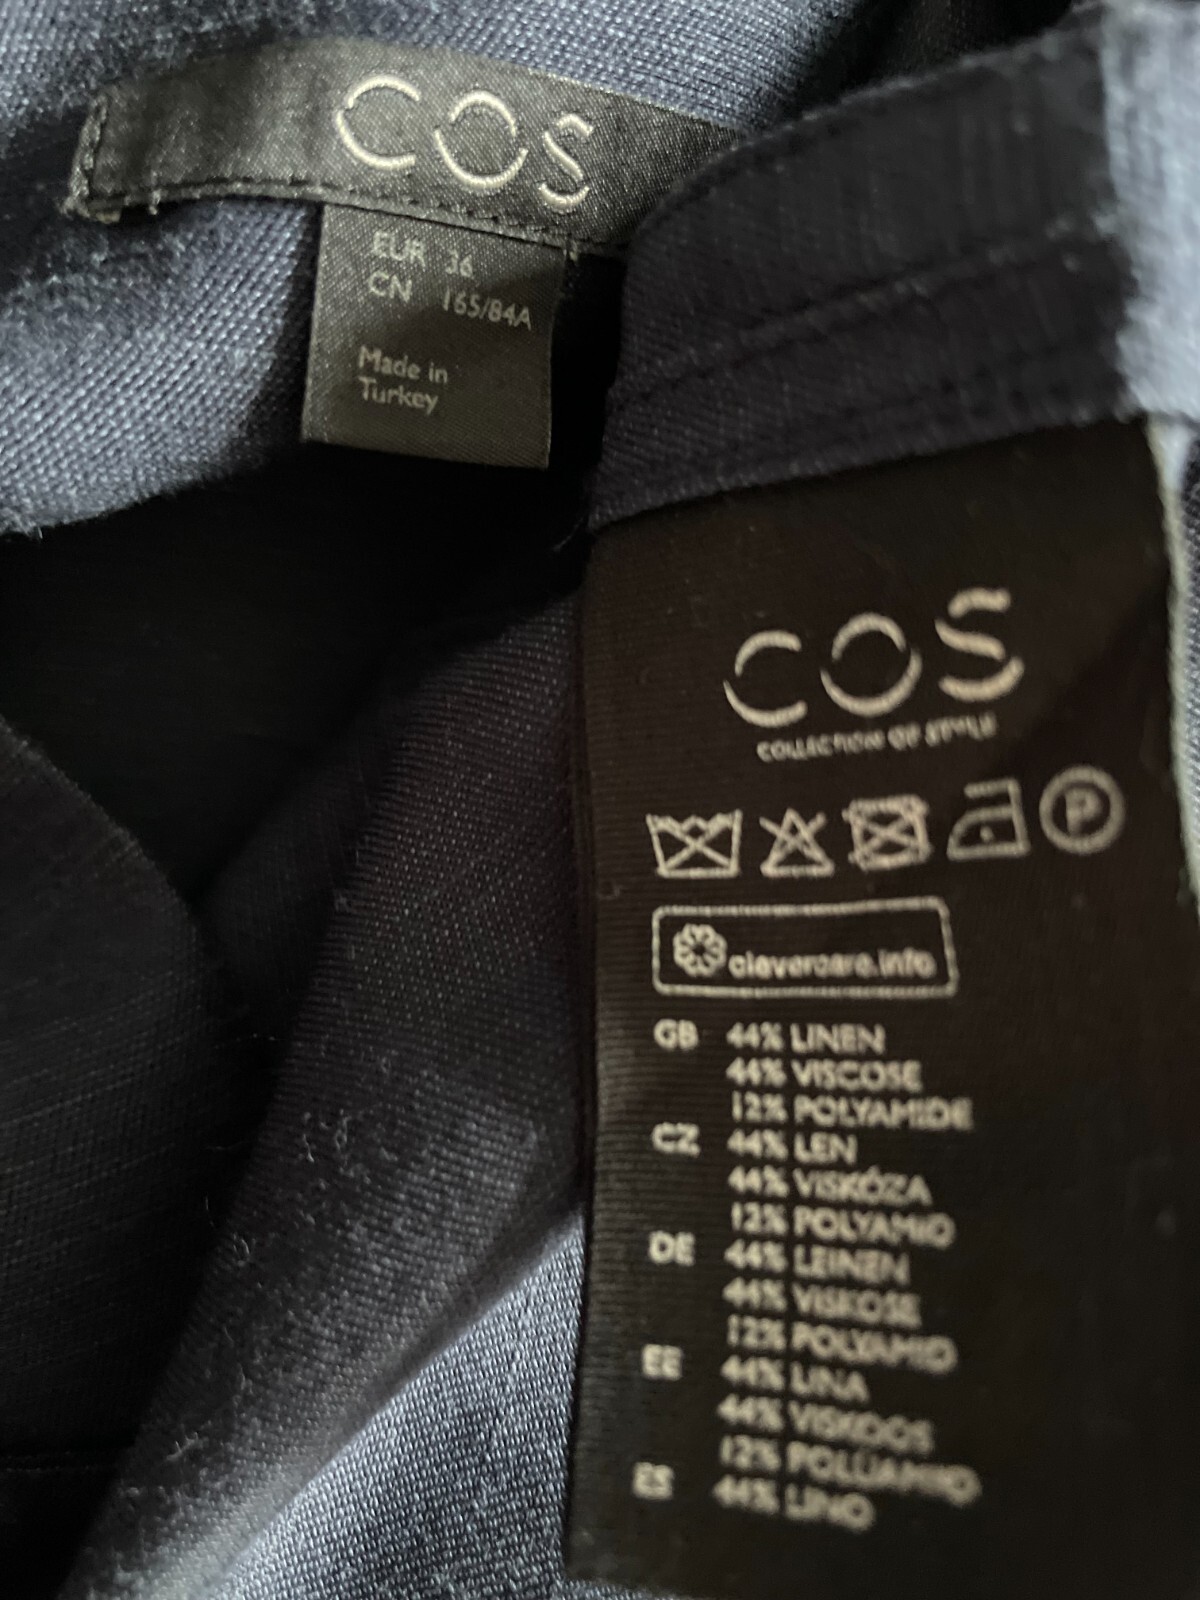 COS
EUR 36
CN 165/84A
Made in
Turkey
COS
COLLECTION OF STYLE
P
clevercare.info
GB 44% LINEN
44% VISCOSE
12% POLYAMIDE
CZ 44% LEN
44% VISKÓZA
12% POLYAMID
DE 44% LEINEN
44% VISKOSE
12% POLYAMID
EE 44% LINA
44% VISKOOS
12% POLÜAMIID
ES 44% LINO